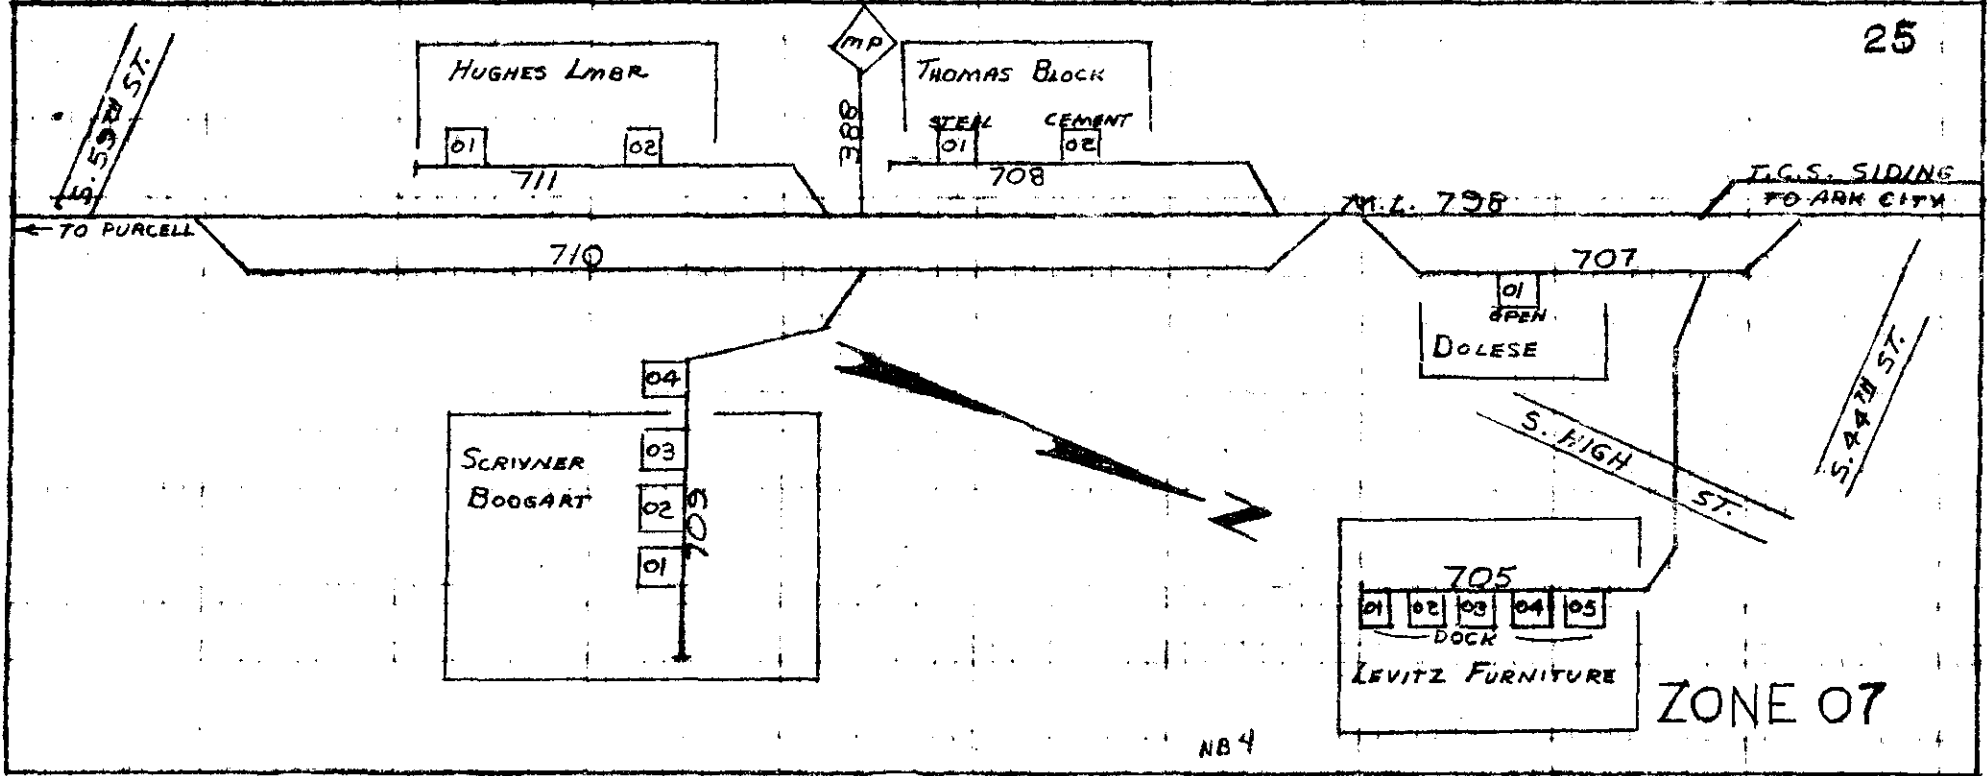 25
S. 59TH ST.
HUGHES LMBR
01
02
711
MP
388
THOMAS BLOCK
STEEL
CEMENT
01
02
708
M.L. 798
T.C.S. SIDING
TO ARK CITY
← TO PURCELL
710
707
01
OPEN
DOLESE
S. 44TH ST.
S. HIGH ST.
SCRIVNER
BOOGART
04
03
02
01
709
N
705
01 02 03 04 05
DOCK
LEVITZ FURNITURE
ZONE 07
NB 4